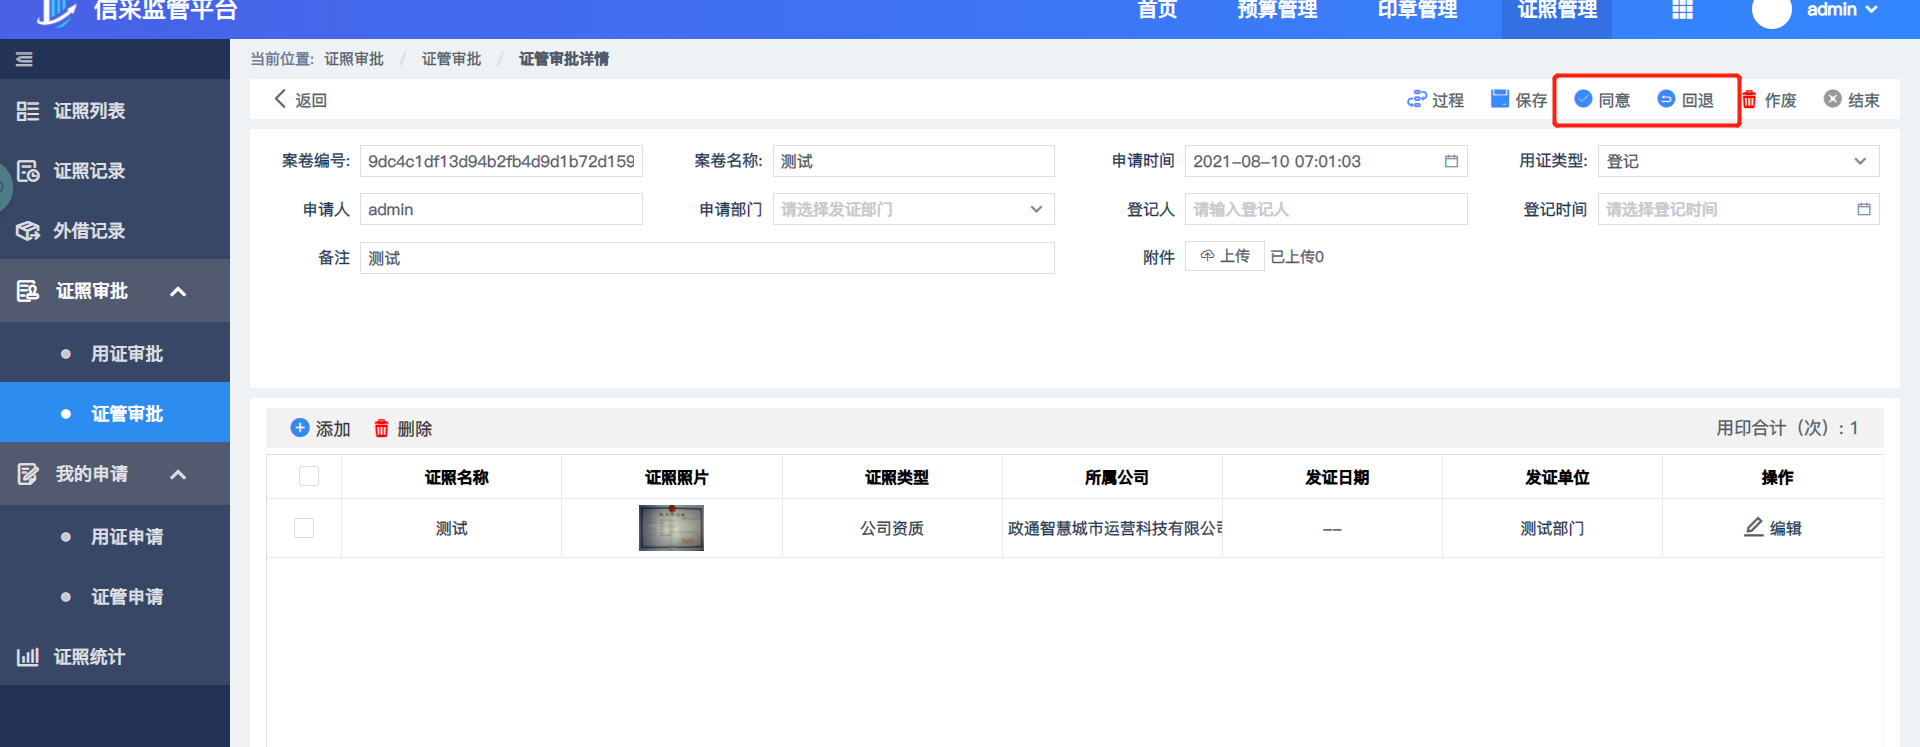 信采监管平台
首页 预算管理 印章管理 证照管理 admin
当前位置: 证照审批 / 证管审批 / 证管审批详情
返回 过程 保存 同意 回退 作废 结束
证照列表
证照记录
外借记录
证照审批
用证审批
证管审批
我的申请
用证申请
证管申请
证照统计
案卷编号: 9dc4c1df13d94b2fb4d9d1b72d159 案卷名称: 测试 申请时间 2021-08-10 07:01:03 用证类型: 登记
申请人 admin 申请部门 请选择发证部门 登记人 请输入登记人 登记时间 请选择登记时间
备注 测试 附件 上传 已上传0
添加 删除 用印合计（次）: 1
证照名称 证照照片 证照类型 所属公司 发证日期 发证单位 操作
测试 公司资质 政通智慧城市运营科技有限公司 -- 测试部门 编辑